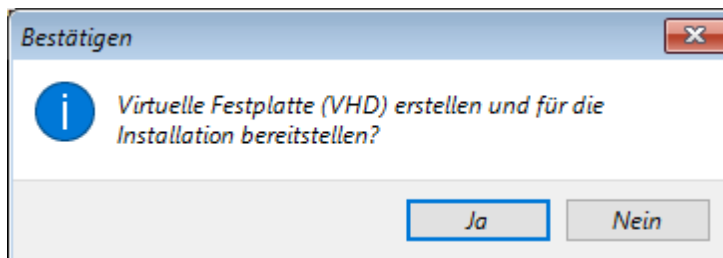 Bestätigen
Virtuelle Festplatte (VHD) erstellen und für die
Installation bereitstellen?
Ja
Nein